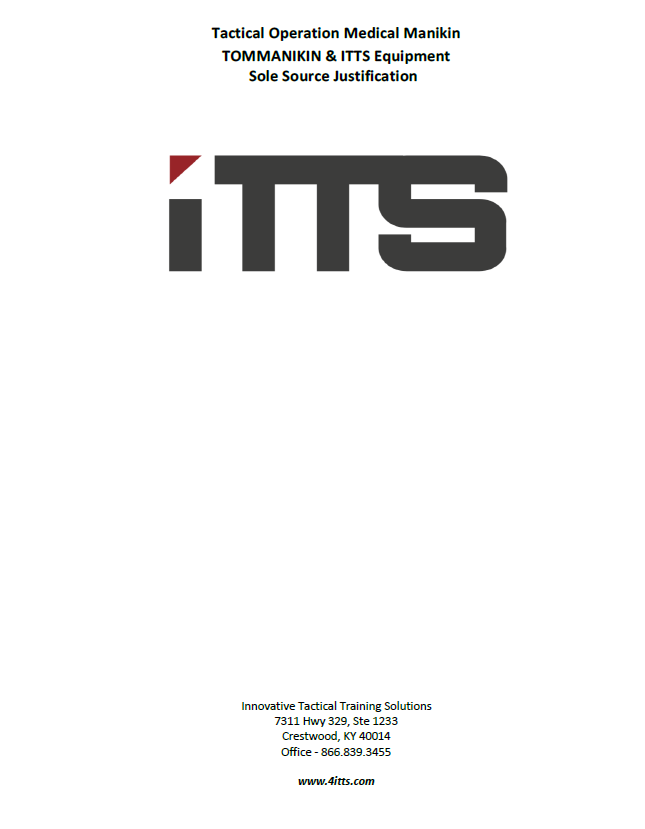 Tactical Operation Medical Manikin
TOMMANIKIN & ITTS Equipment
Sole Source Justification
iTTS
Innovative Tactical Training Solutions
7311 Hwy 329, Ste 1233
Crestwood, KY 40014
Office - 866.839.3455
www.4itts.com